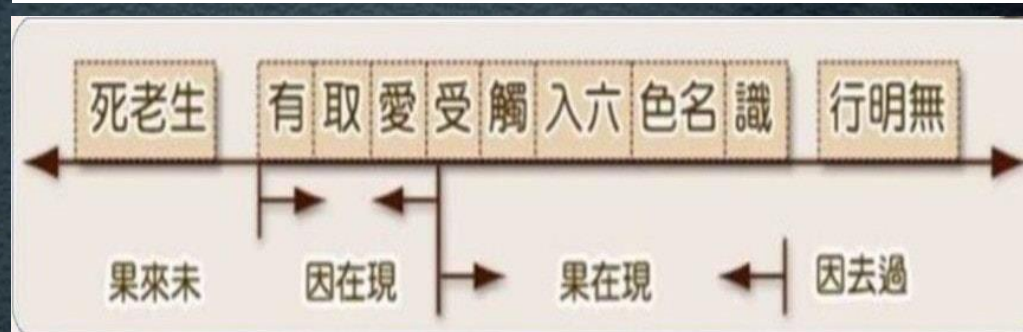 無明行 識 名色 六入 觸 受 愛 取 有 生老死
過去因 現在果 現在因 未來果